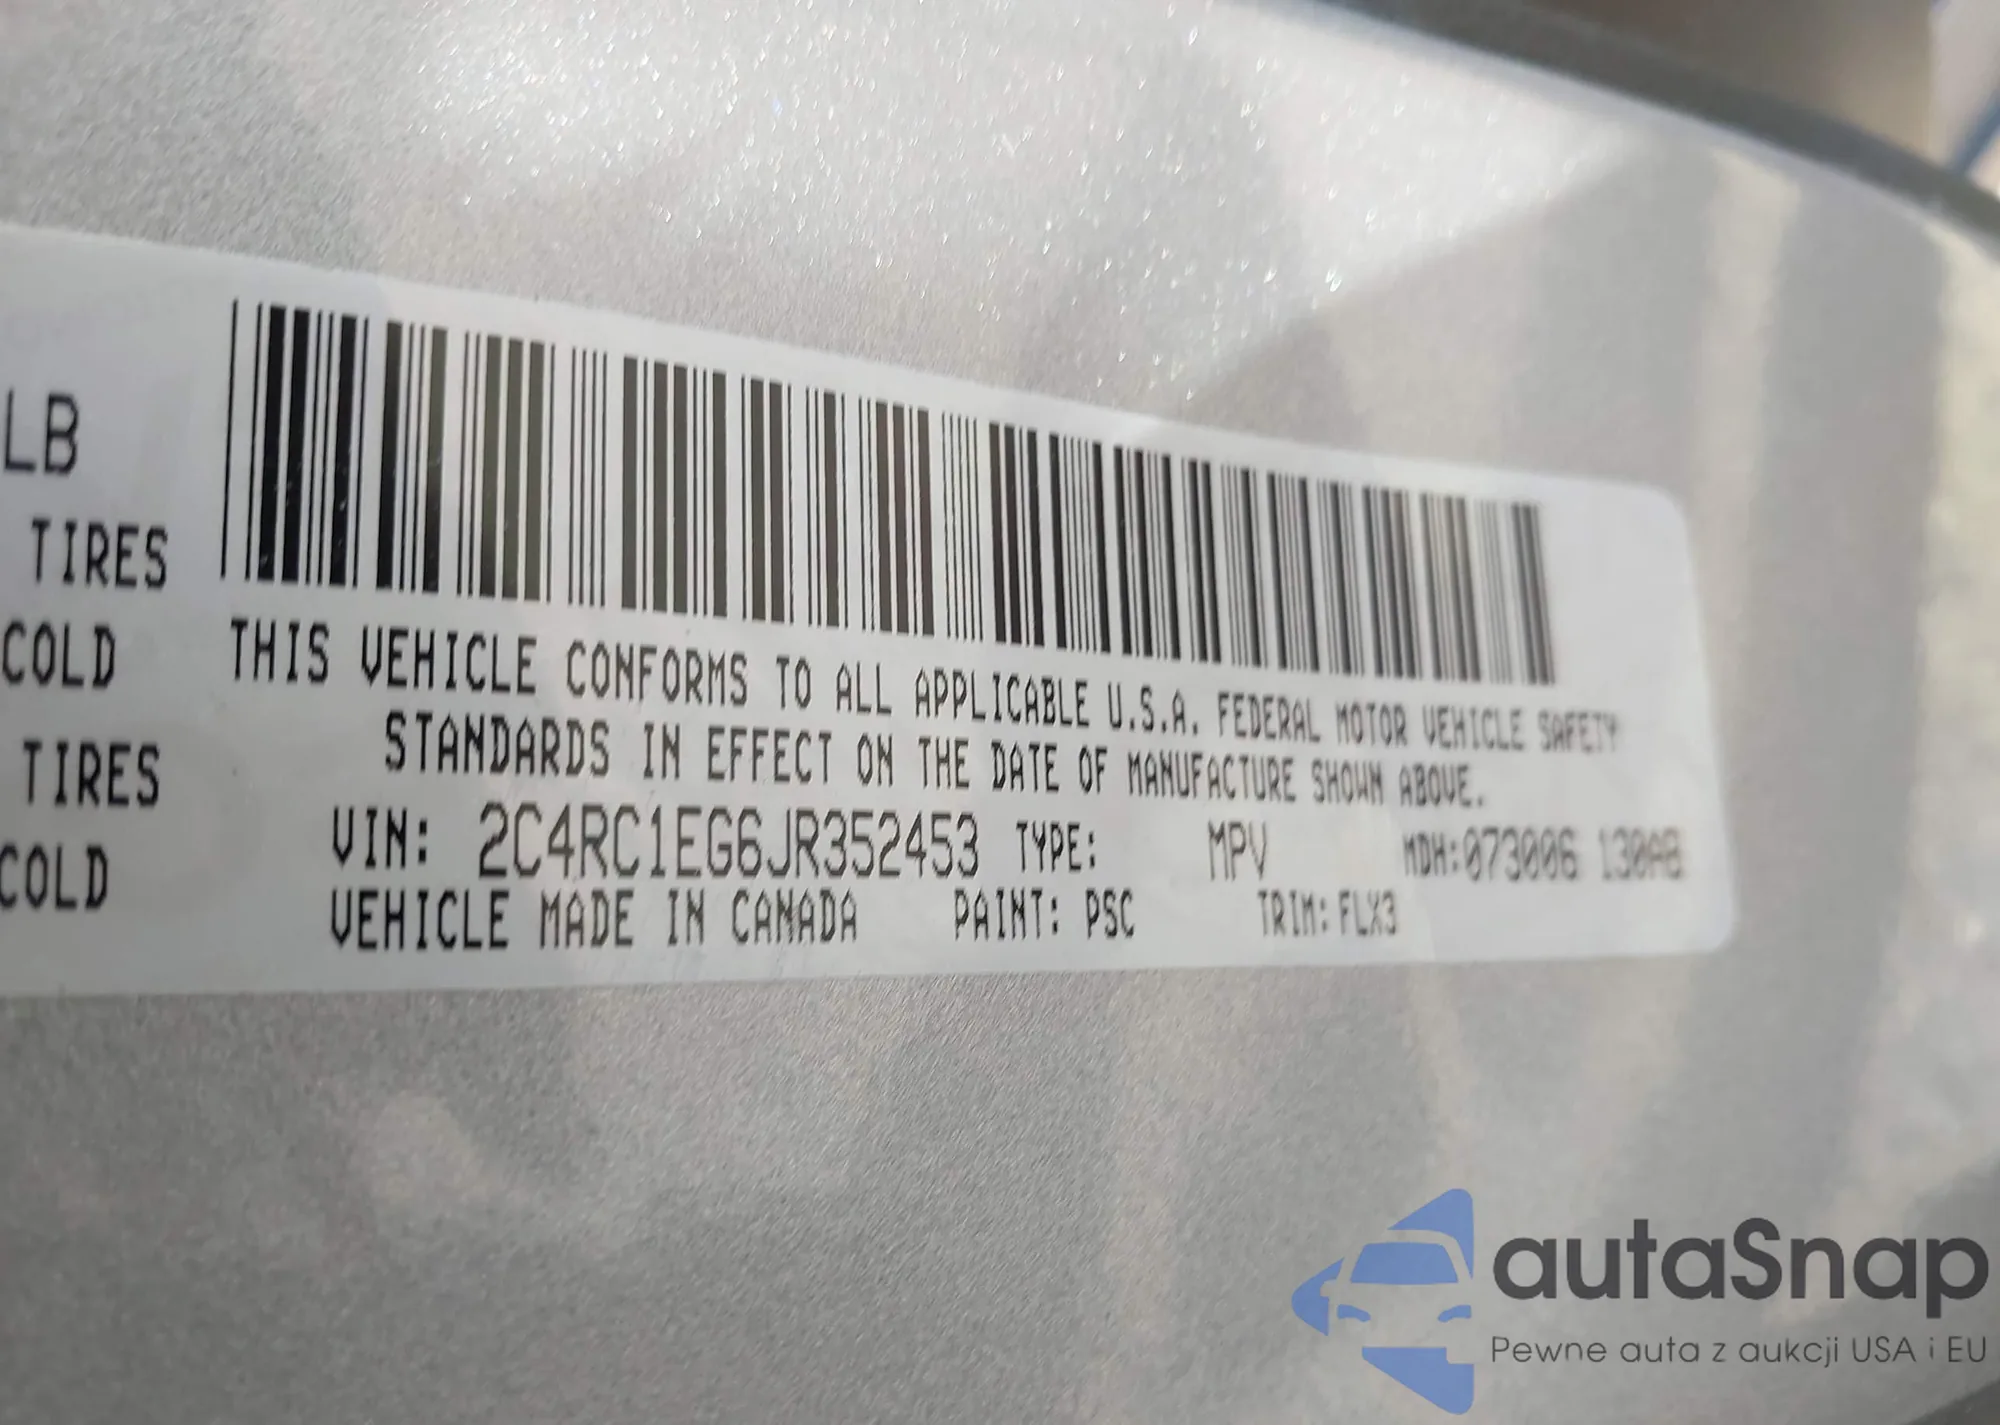 LB
TIRES
COLD
TIRES
COLD
THIS VEHICLE CONFORMS TO ALL APPLICABLE U.S.A. FEDERAL MOTOR VEHICLE SAFETY
STANDARDS IN EFFECT ON THE DATE OF MANUFACTURE SHOWN ABOVE.
VIN: 2C4RC1EG6JR352453 TYPE: MPV MDH:073006 130AB
VEHICLE MADE IN CANADA PAINT: PSC TRIM: FLX3
autaSnap
Pewne auta z aukcji USA i EU